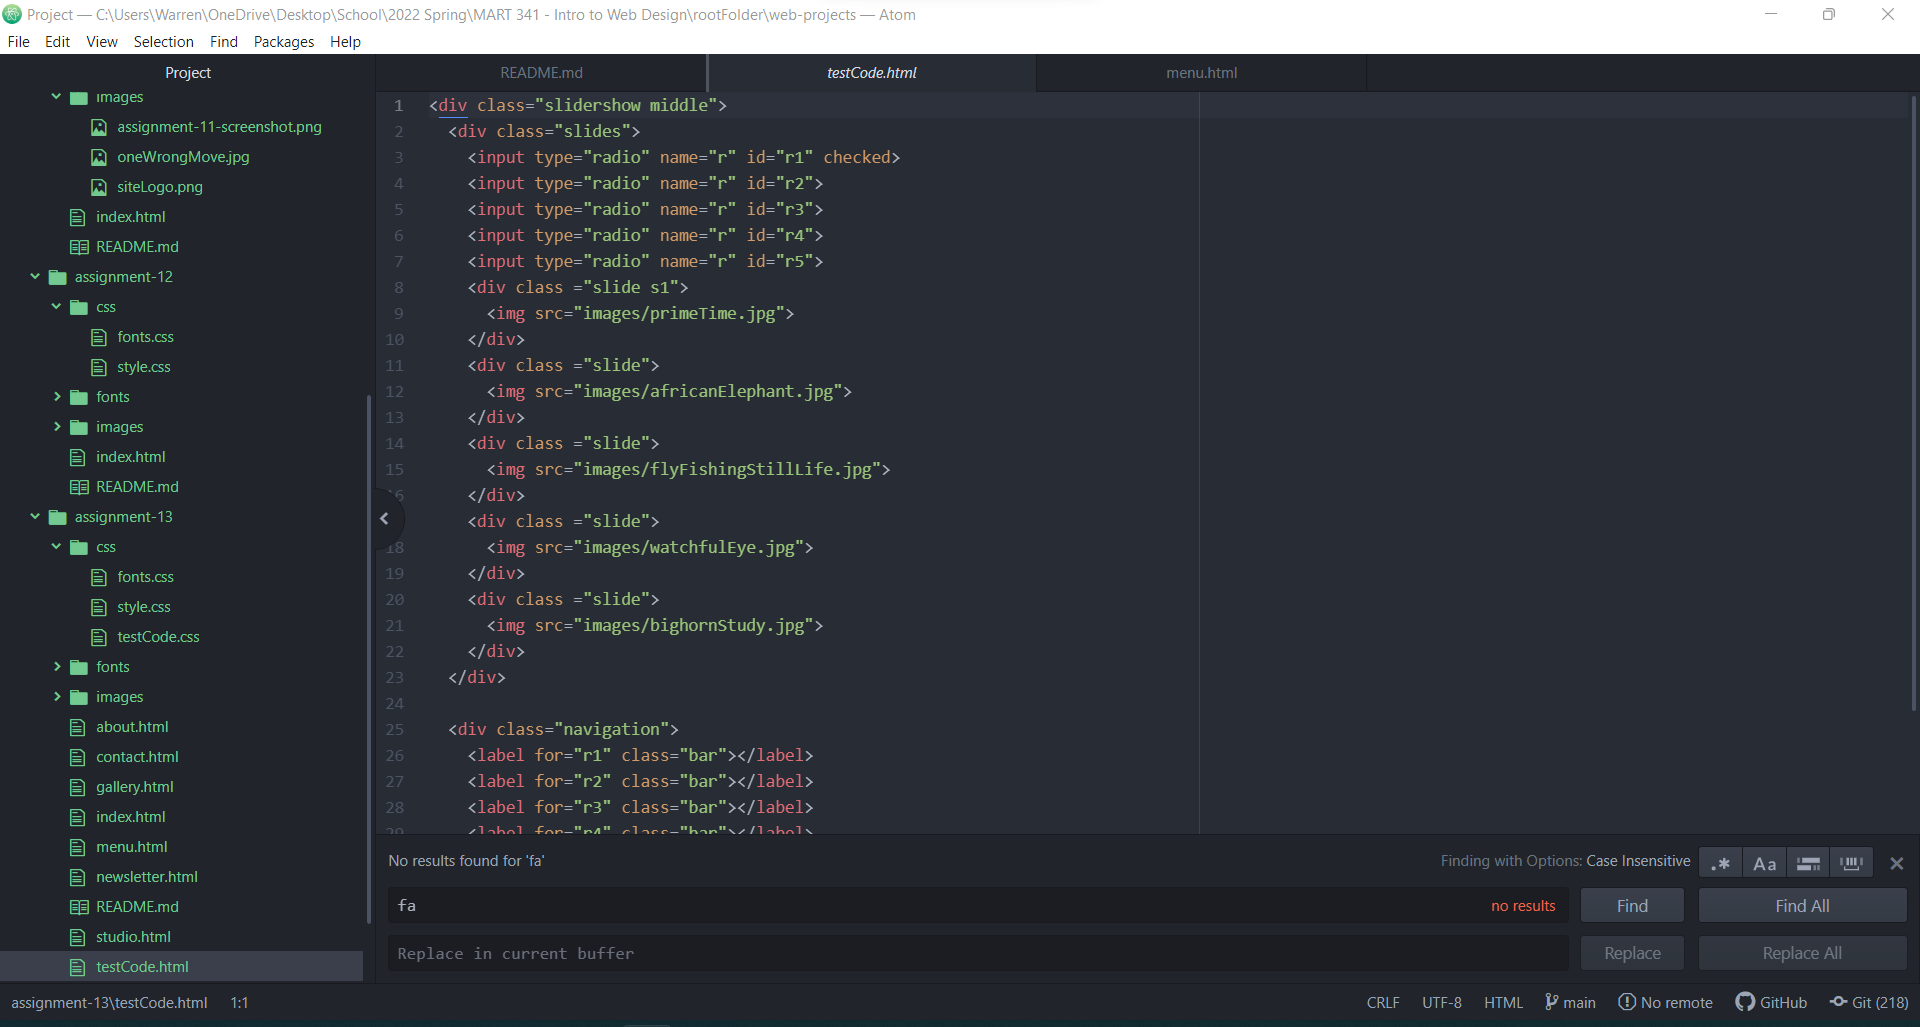 Project — C:\Users\Warren\OneDrive\Desktop\School\2022 Spring\MART 341 - Intro to Web Design\rootFolder\web-projects — Atom
File Edit View Selection Find Packages Help
Project
images
assignment-11-screenshot.png
oneWrongMove.jpg
siteLogo.png
index.html
README.md
assignment-12
css
fonts.css
style.css
fonts
images
index.html
README.md
assignment-13
css
fonts.css
style.css
testCode.css
fonts
images
about.html
contact.html
gallery.html
index.html
menu.html
newsletter.html
README.md
studio.html
testCode.html
README.md testCode.html menu.html
1 <div class="slidershow middle">
2 <div class="slides">
3 <input type="radio" name="r" id="r1" checked>
4 <input type="radio" name="r" id="r2">
5 <input type="radio" name="r" id="r3">
6 <input type="radio" name="r" id="r4">
7 <input type="radio" name="r" id="r5">
8 <div class ="slide s1">
9 <img src="images/primeTime.jpg">
10 </div>
11 <div class ="slide">
12 <img src="images/africanElephant.jpg">
13 </div>
14 <div class ="slide">
15 <img src="images/flyFishingStillLife.jpg">
16 </div>
<div class ="slide">
18 <img src="images/watchfulEye.jpg">
19 </div>
20 <div class ="slide">
21 <img src="images/bighornStudy.jpg">
22 </div>
23 </div>
24
25 <div class="navigation">
26 <label for="r1" class="bar"></label>
27 <label for="r2" class="bar"></label>
28 <label for="r3" class="bar"></label>
29 <label for="r4" class="bar"></label>
No results found for 'fa'
Finding with Options: Case Insensitive
.* Aa
fa no results Find Find All
Replace in current buffer Replace Replace All
assignment-13\testCode.html 1:1 CRLF UTF-8 HTML main No remote GitHub Git (218)